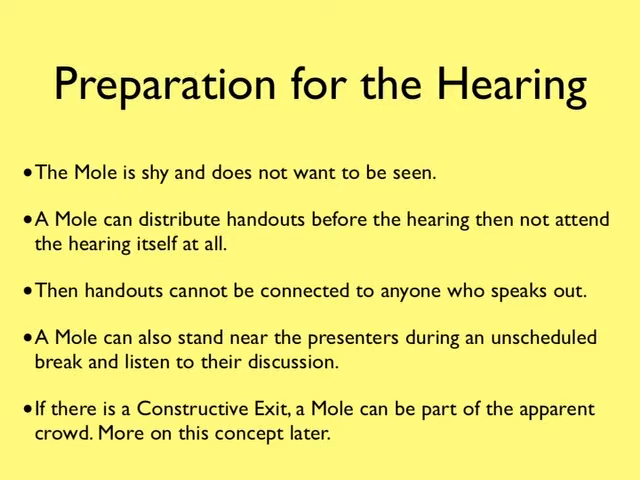 Preparation for the Hearing
•The Mole is shy and does not want to be seen.
•A Mole can distribute handouts before the hearing then not attend
the hearing itself at all.
•Then handouts cannot be connected to anyone who speaks out.
•A Mole can also stand near the presenters during an unscheduled
break and listen to their discussion.
•If there is a Constructive Exit, a Mole can be part of the apparent
crowd. More on this concept later.